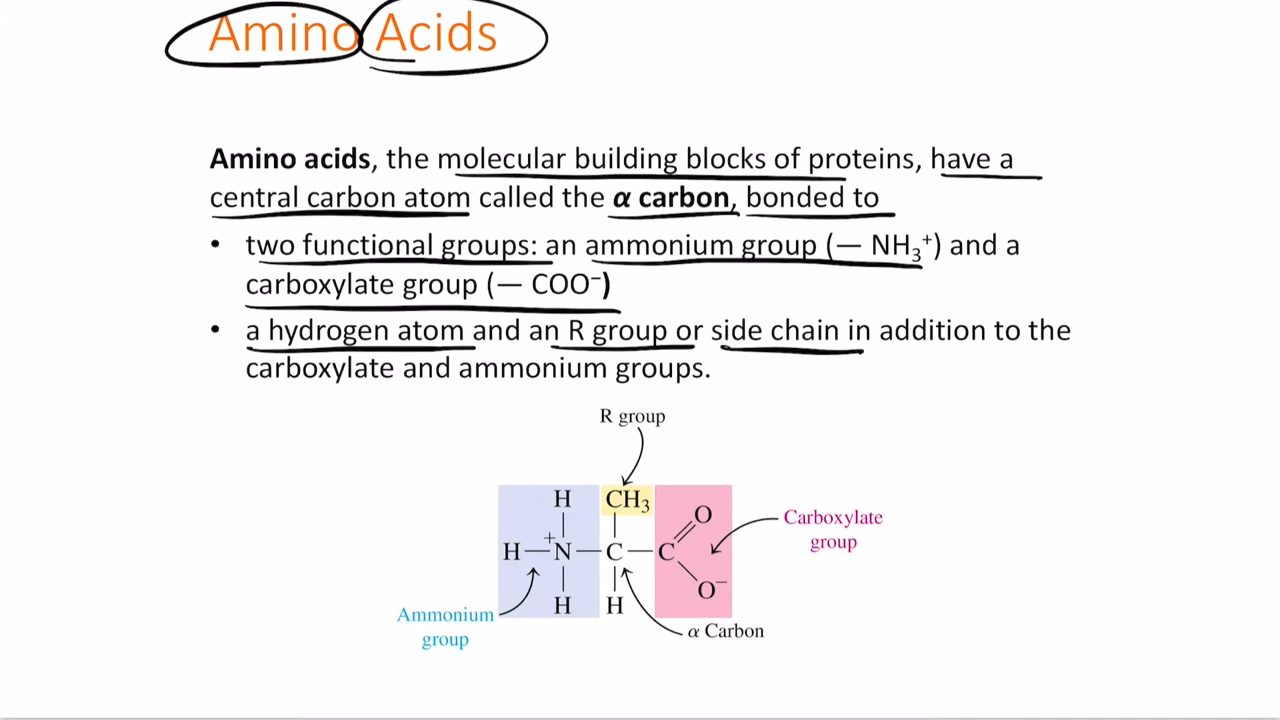 Amino Acids
Amino acids, the molecular building blocks of proteins, have a
central carbon atom called the α carbon, bonded to
• two functional groups: an ammonium group (— NH₃⁺) and a
carboxylate group (— COO⁻)
• a hydrogen atom and an R group or side chain in addition to the
carboxylate and ammonium groups.
R group
H CH₃ O
Carboxylate
group
H—N⁺—C—C
O⁻
H H
Ammonium
group
α Carbon